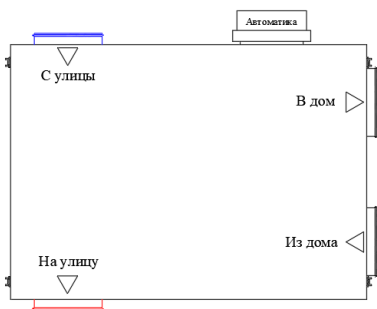 Автоматика
С улицы
В дом
Из дома
На улицу